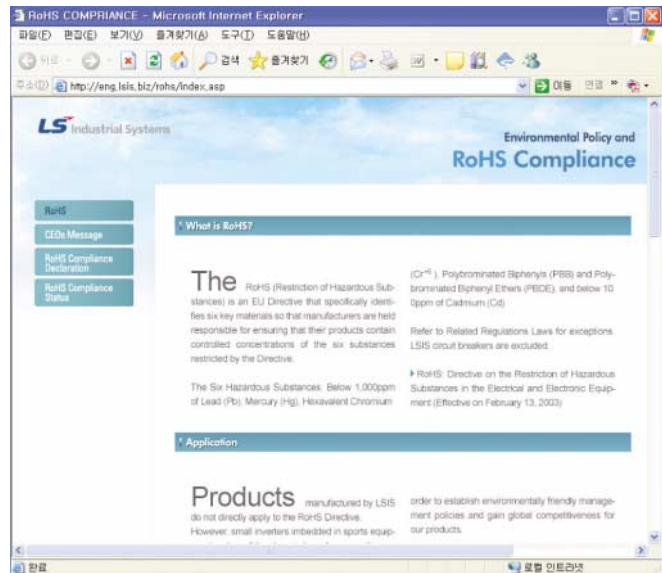 RoHS COMPRIANCE - Microsoft Internet Explorer
파일(F) 편집(E) 보기(V) 즐겨찾기(A) 도구(T) 도움말(H)
뒤로 검색 즐겨찾기
주소(D) http://eng.lsis.biz/rohs/index.asp 이동 연결 »
LS Industrial Systems
Environmental Policy and
RoHS Compliance
RoHS
CEOs Message
RoHS Compliance
Declaration
RoHS Compliance
Status
What is RoHS?
The RoHS (Restriction of Hazardous Sub-
stances) is an EU Directive that specifically identi-
fies six key materials so that manufacturers are held
responsible for ensuring that their products contain
controlled concentrations of the six substances
restricted by the Directive.
The Six Hazardous Substances: Below 1,000ppm
of Lead (Pb), Mercury (Hg), Hexavalent Chromium
(Cr+6 ), Polybrominated Biphenyls (PBB) and Poly-
brominated Biphenyl Ethers (PBDE), and below 10
0ppm of Cadmium (Cd)
Refer to Related Regulations Laws for exceptions.
LSIS circuit breakers are excluded.
RoHS: Directive on the Restriction of Hazardous
Substances in the Electrical and Electronic Equip-
ment (Effective on February 13, 2003)
Application
Products manufactured by LSIS
do not directly apply to the RoHS Directive.
However, small inverters imbedded in sports equip-
order to establish environmentally friendly manage-
ment policies and gain global competitiveness for
our products.
완료 로컬 인트라넷